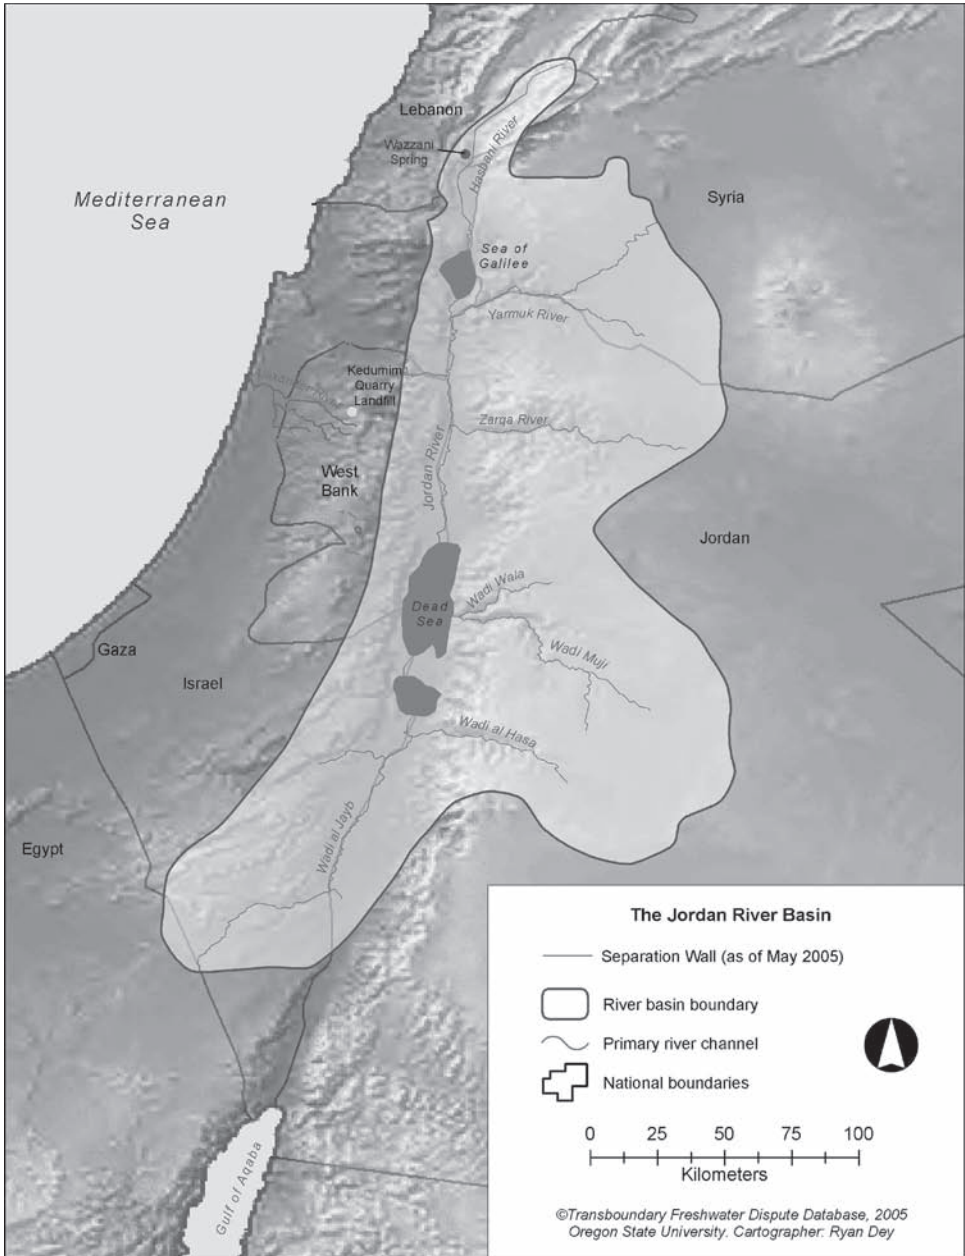 Lebanon
Wazzani
Spring
Hasbani River
Mediterranean
Sea
Syria
Sea of
Galilee
Yarmuk River
Kedumim
Quarry
Landfill
Zarqa River
Jordan River
West
Bank
Jordan
Wadi Wala
Dead
Sea
Gaza
Wadi Muji
Israel
Wadi al Hasa
Egypt
Wadi al Jayb
Gulf of Aqaba
The Jordan River Basin
Separation Wall (as of May 2005)
River basin boundary
Primary river channel
National boundaries
0 25 50 75 100
Kilometers
©Transboundary Freshwater Dispute Database, 2005
Oregon State University. Cartographer: Ryan Dey